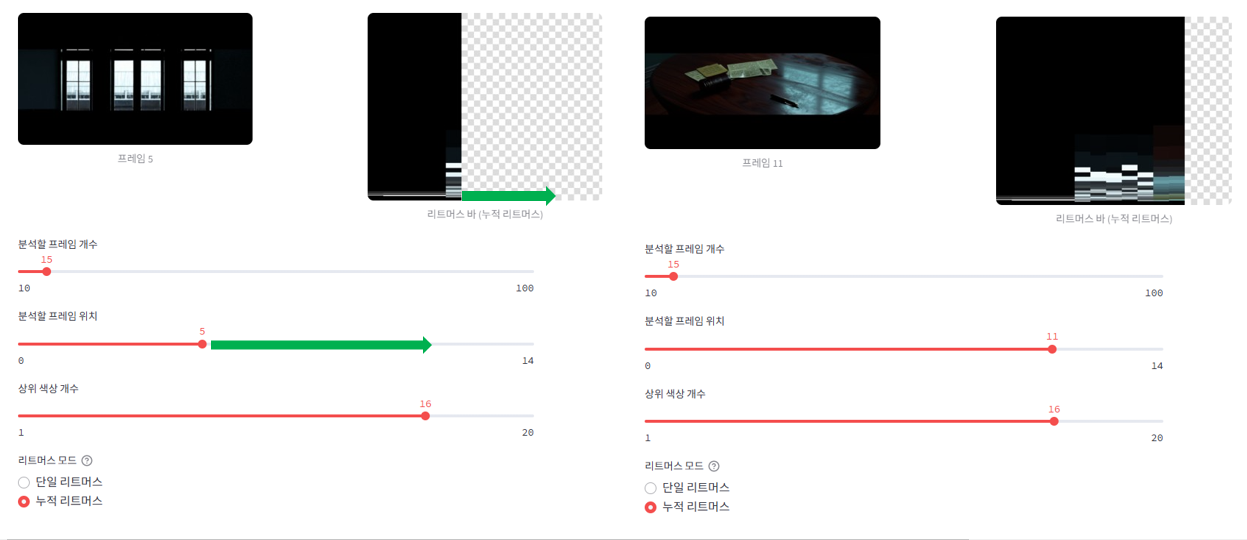 프레임 5
리트머스 바 (누적 리트머스)
분석할 프레임 개수
15
10 100
분석할 프레임 위치
5
0 14
상위 색상 개수
16
1 20
리트머스 모드 ?
단일 리트머스
누적 리트머스
프레임 11
리트머스 바 (누적 리트머스)
분석할 프레임 개수
15
10 100
분석할 프레임 위치
11
0 14
상위 색상 개수
16
1 20
리트머스 모드 ?
단일 리트머스
누적 리트머스